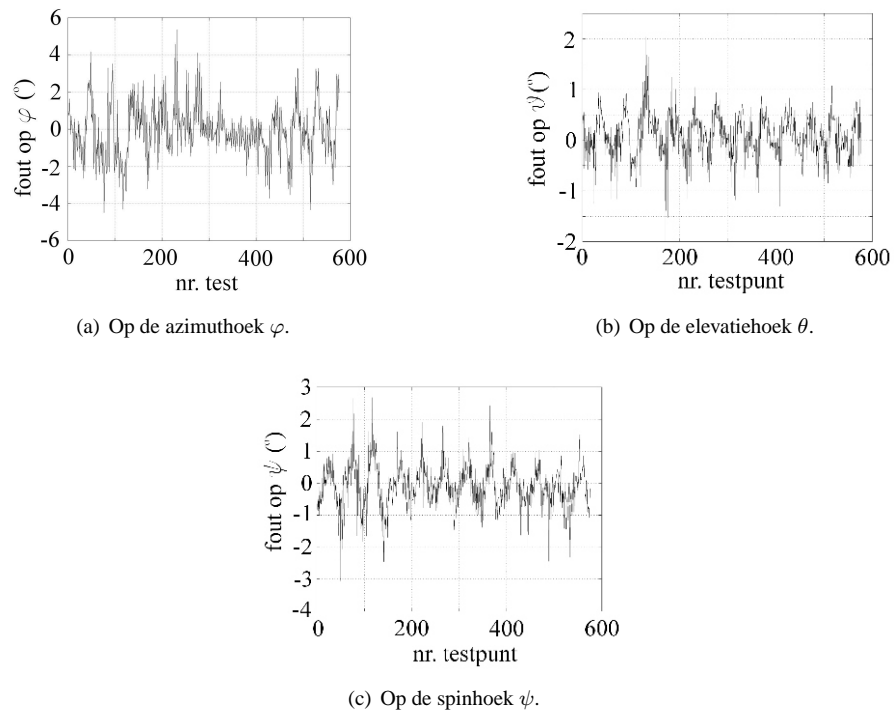 6
4
2
0
-2
-4
-6
fout op φ (°)
0 200 400 600
nr. test
(a) Op de azimuthoek φ.
2
1
0
-1
-2
fout op ϑ (°)
0 200 400 600
nr. testpunt
(b) Op de elevatiehoek θ.
3
2
1
0
-1
-2
-3
-4
fout op ψ (°)
0 200 400 600
nr. testpunt
(c) Op de spinhoek ψ.